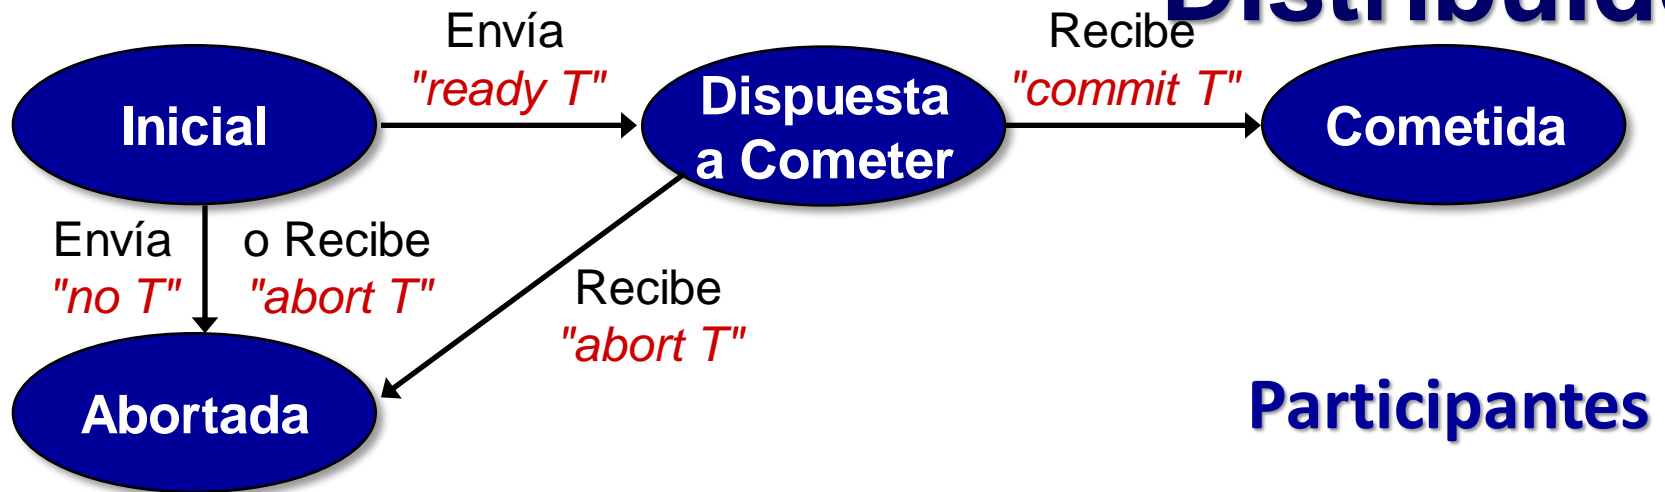 Envía
"ready T"
Recibe
"commit T"
Inicial
Dispuesta
a Cometer
Cometida
Envía
"no T"
o Recibe
"abort T"
Recibe
"abort T"
Abortada
Participantes